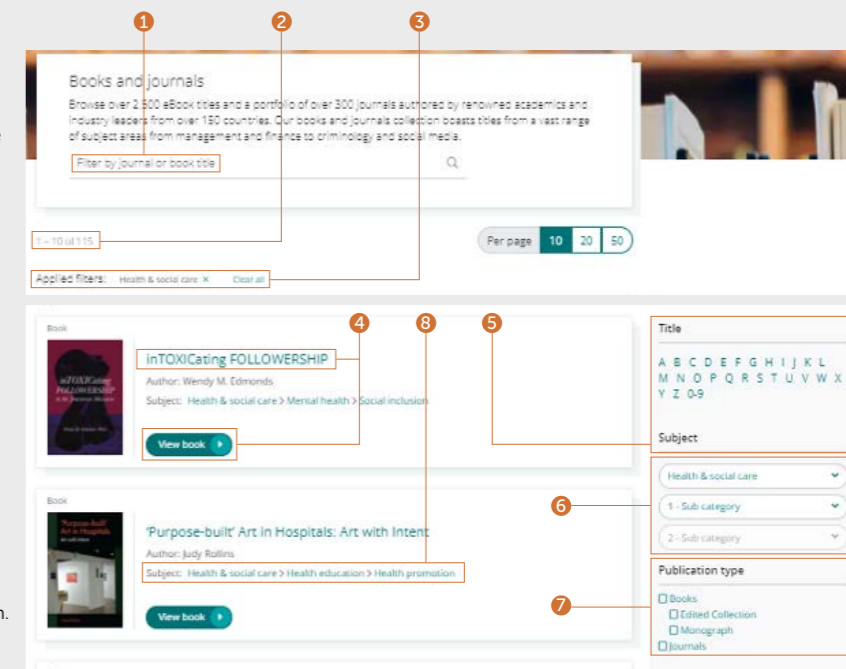 1
2
3
Books and journals
Browse over 2,500 eBook titles and a portfolio of over 300 journals authored by renowned academics and
industry leaders from over 150 countries. Our books and journals collection boasts titles from a vast range
of subject areas from management and finance to criminology and social media.
Filter by journal or book title
1 – 10 of 115
Per page 10 20 50
Applied filters: Health & social care × Clear all
4
8
5
Book
inTOXICating FOLLOWERSHIP
Author: Wendy M. Edmonds
Subject: Health & social care > Mental health > Social inclusion
View book
Title
A B C D E F G H I J K L
M N O P Q R S T U V W X
Y Z 0-9
Subject
Health & social care
6
1 - Sub category
2 - Sub category
Book
'Purpose-built' Art in Hospitals: Art with Intent
Author: Judy Rollins
Subject: Health & social care > Health education > Health promotion
View book
7
Publication type
Books
Edited Collection
Monograph
Journals